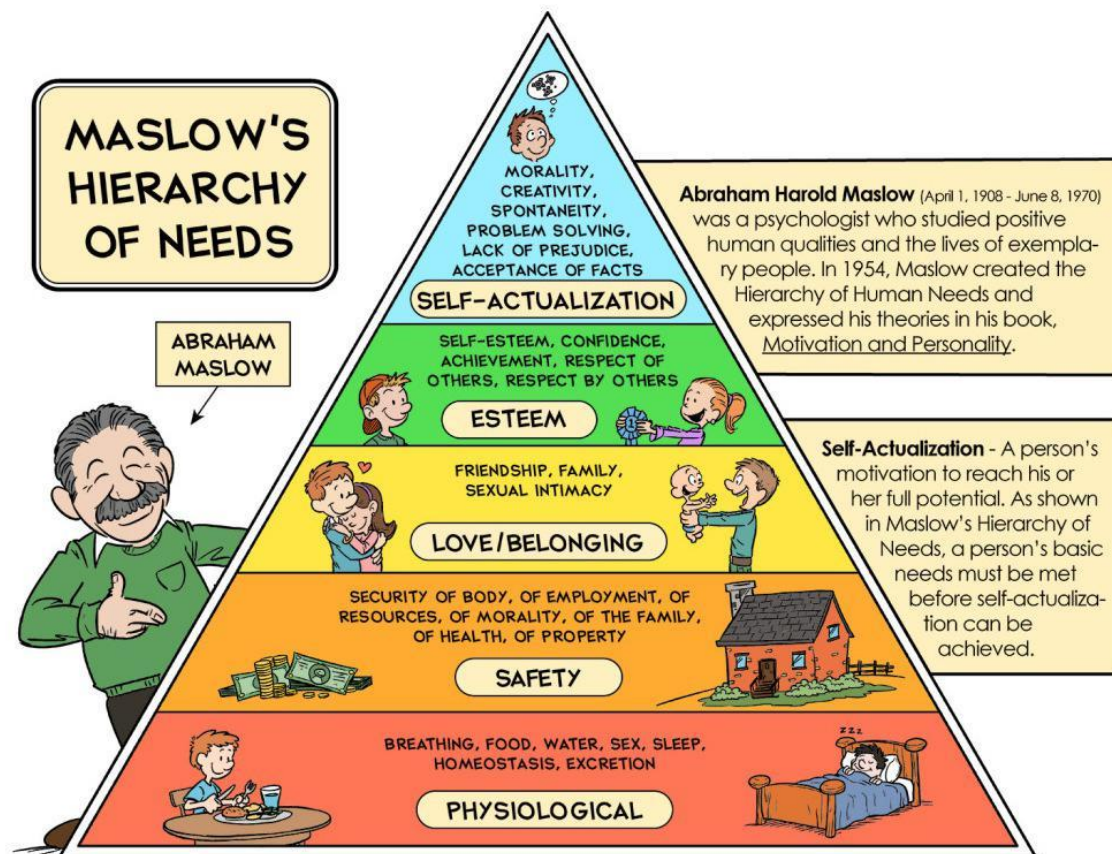 MASLOW'S
HIERARCHY
OF NEEDS
ABRAHAM
MASLOW
MORALITY,
CREATIVITY,
SPONTANEITY,
PROBLEM SOLVING,
LACK OF PREJUDICE,
ACCEPTANCE OF FACTS
SELF-ACTUALIZATION
SELF-ESTEEM, CONFIDENCE,
ACHIEVEMENT, RESPECT OF
OTHERS, RESPECT BY OTHERS
ESTEEM
1
FRIENDSHIP, FAMILY,
SEXUAL INTIMACY
LOVE/BELONGING
SECURITY OF BODY, OF EMPLOYMENT, OF
RESOURCES, OF MORALITY, OF THE FAMILY,
OF HEALTH, OF PROPERTY
SAFETY
BREATHING, FOOD, WATER, SEX, SLEEP,
HOMEOSTASIS, EXCRETION
PHYSIOLOGICAL
ZZZ
Abraham Harold Maslow (April 1, 1908 - June 8, 1970)
was a psychologist who studied positive
human qualities and the lives of exempla-
ry people. In 1954, Maslow created the
Hierarchy of Human Needs and
expressed his theories in his book,
Motivation and Personality.
Self-Actualization - A person's
motivation to reach his or
her full potential. As shown
in Maslow's Hierarchy of
Needs, a person's basic
needs must be met
before self-actualiza-
tion can be
achieved.